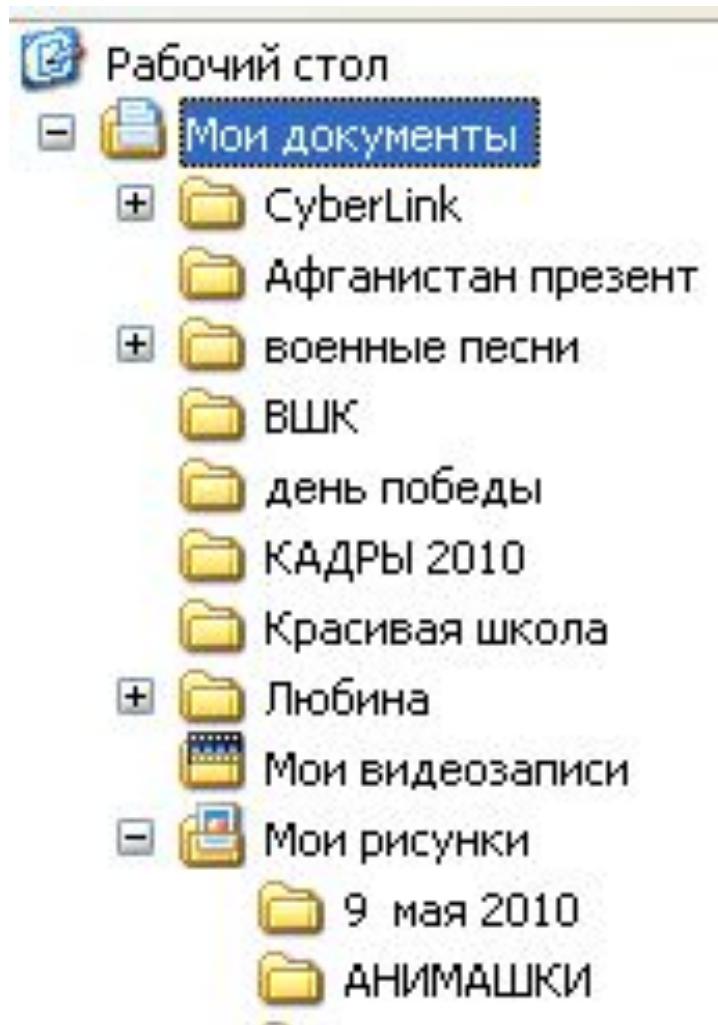 Рабочий стол
Мои документы
CyberLink
Афганистан презент
военные песни
ВШК
день победы
КАДРЫ 2010
Красивая школа
Любина
Мои видеозаписи
Мои рисунки
9 мая 2010
АНИМАШКИ